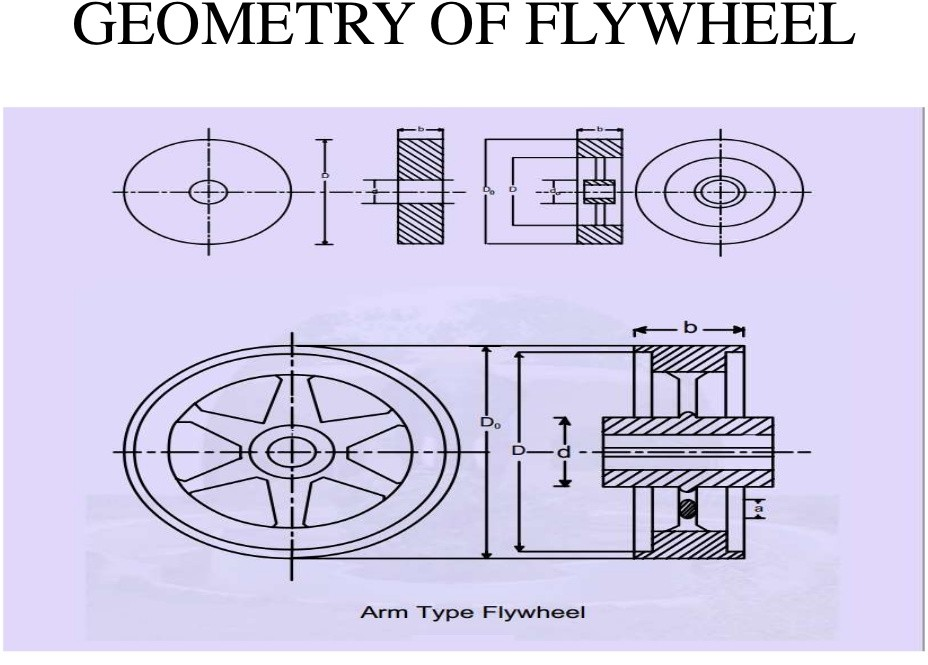 GEOMETRY OF FLYWHEEL
b b
D d D₀ D d
b
D₀
D d
a
Arm Type Flywheel